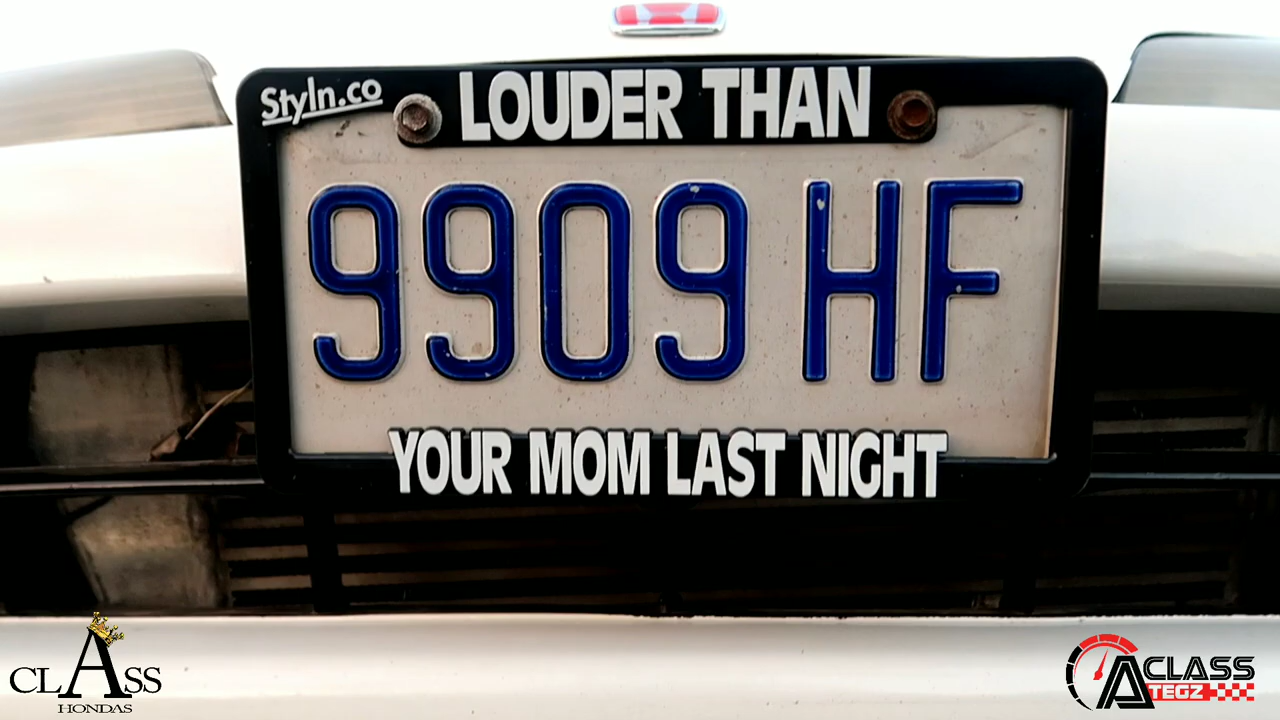 Styln.co
LOUDER THAN
9909 HF
YOUR MOM LAST NIGHT
CLASS
HONDAS
A CLASS
TEGZ